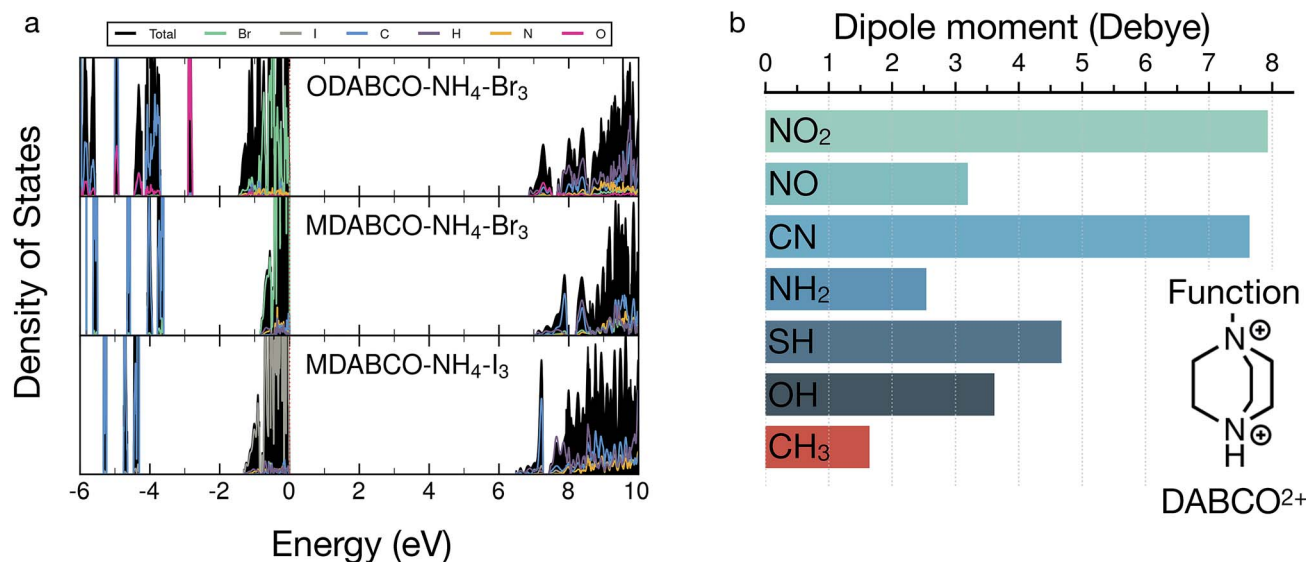 a
Total Br I C H N O
ODABCO-NH₄-Br₃
MDABCO-NH₄-Br₃
MDABCO-NH₄-I₃
Density of States
-6 -4 -2 0 2 4 6 8 10
Energy (eV)
b
Dipole moment (Debye)
0 1 2 3 4 5 6 7 8
NO₂
NO
CN
NH₂
SH
OH
CH₃
Function
N⊕
N⊕
H
DABCO²⁺